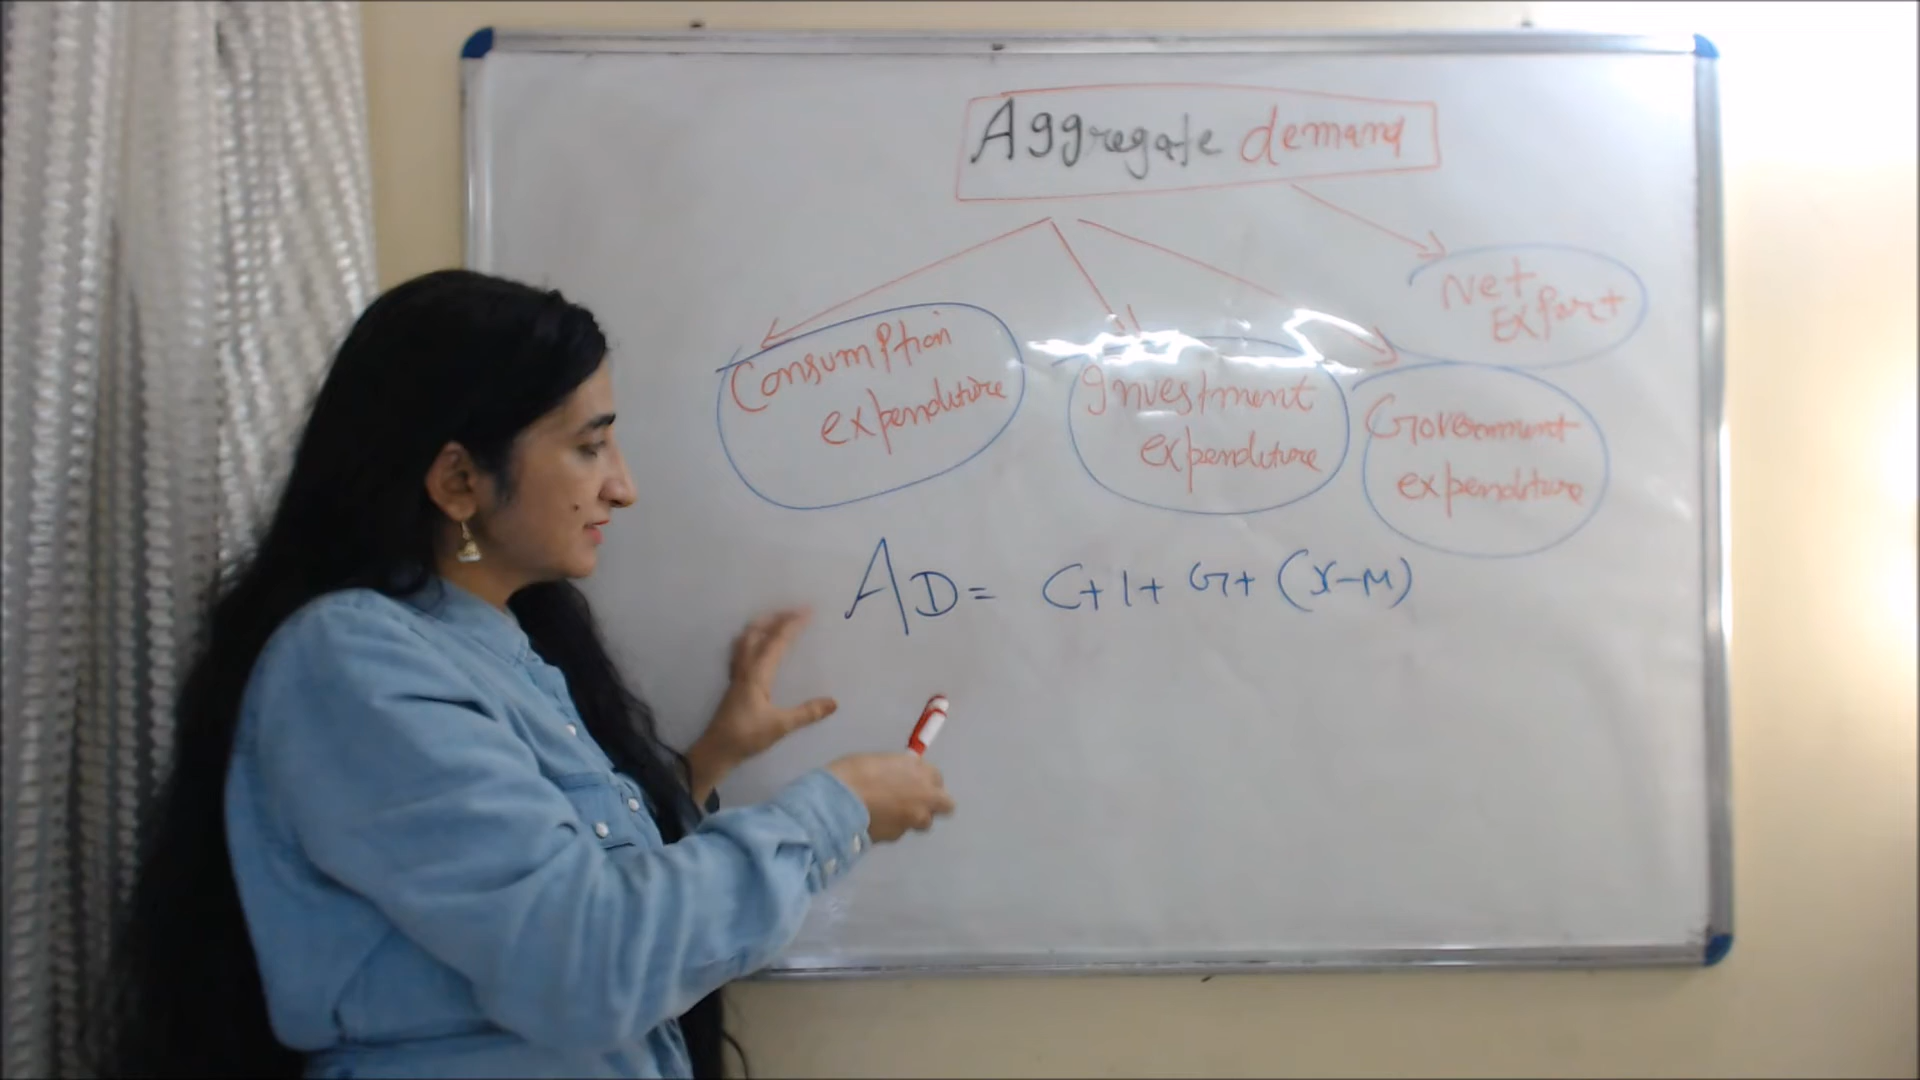 Aggregate demand
Net
Export
Consumption
expenditure
Investment
expenditure
Government
expenditure
AD = C+I+G+(X-M)